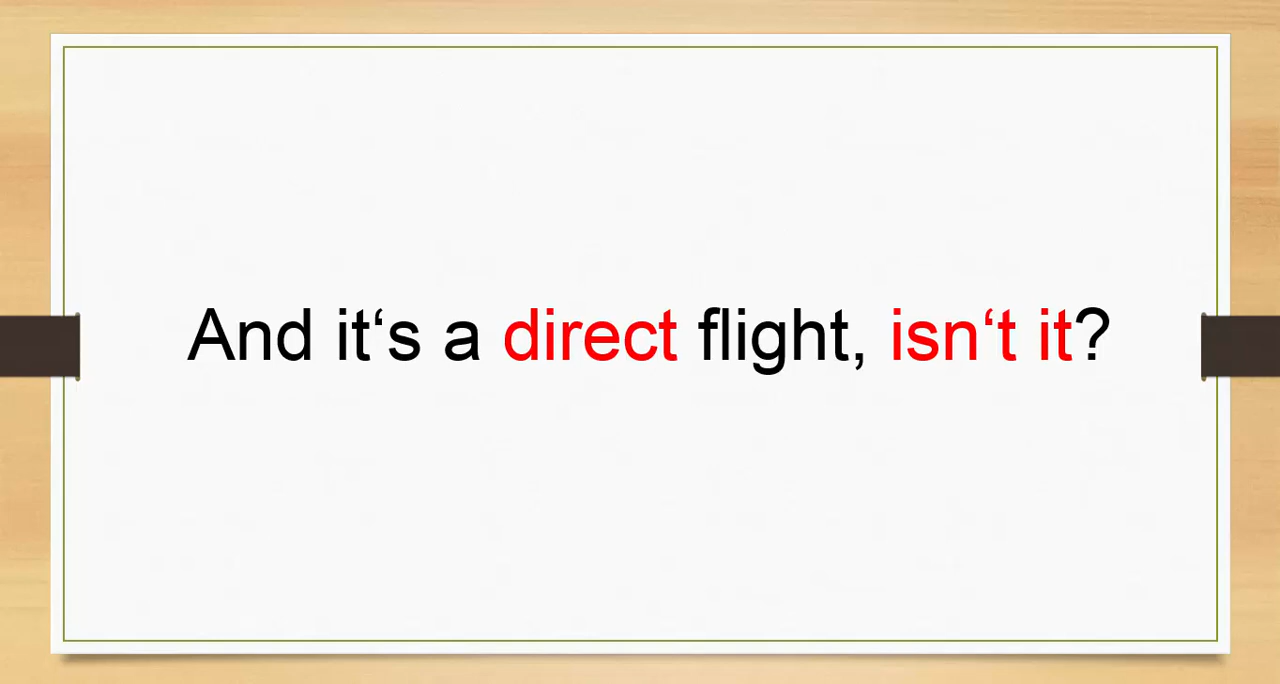 And it‘s a direct flight, isn‘t it?